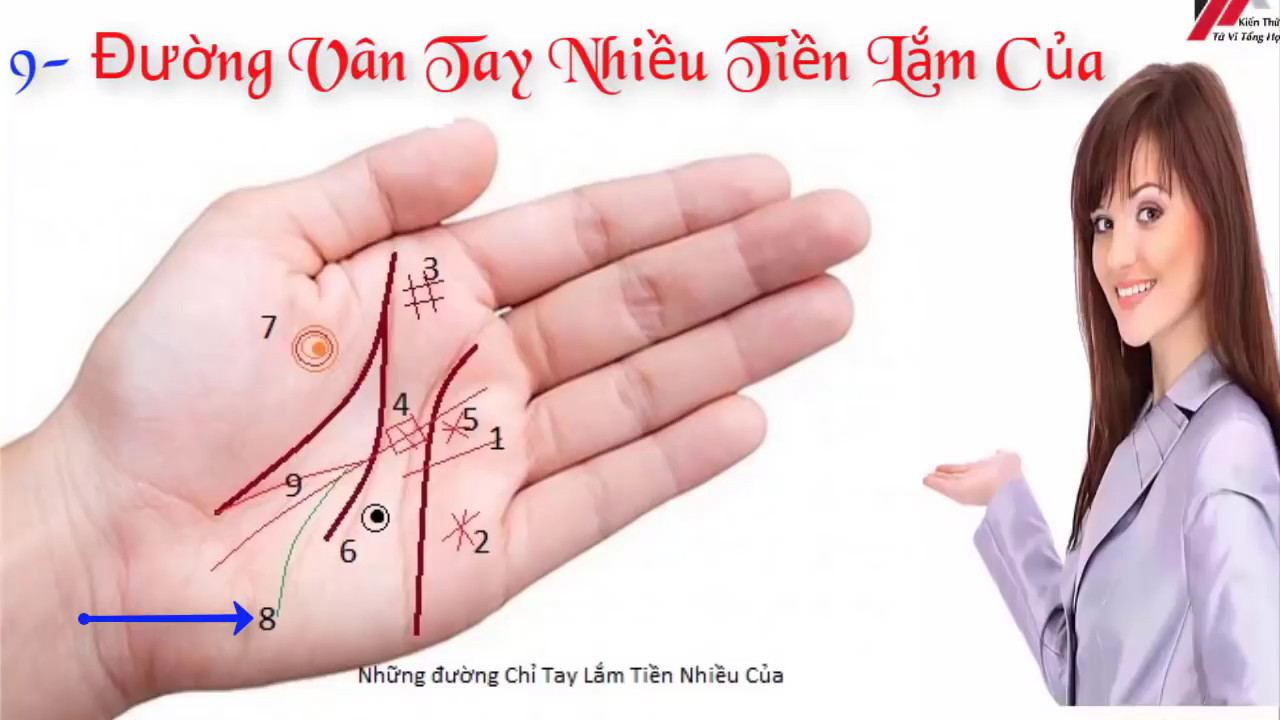 9- Đường Vân Tay Nhiều Tiền Lắm Của
Kiến Thứ
Tử Vi Tổng Hợ
3
7
4
5
1
9
6
2
8
Những đường Chỉ Tay Lắm Tiền Nhiều Của